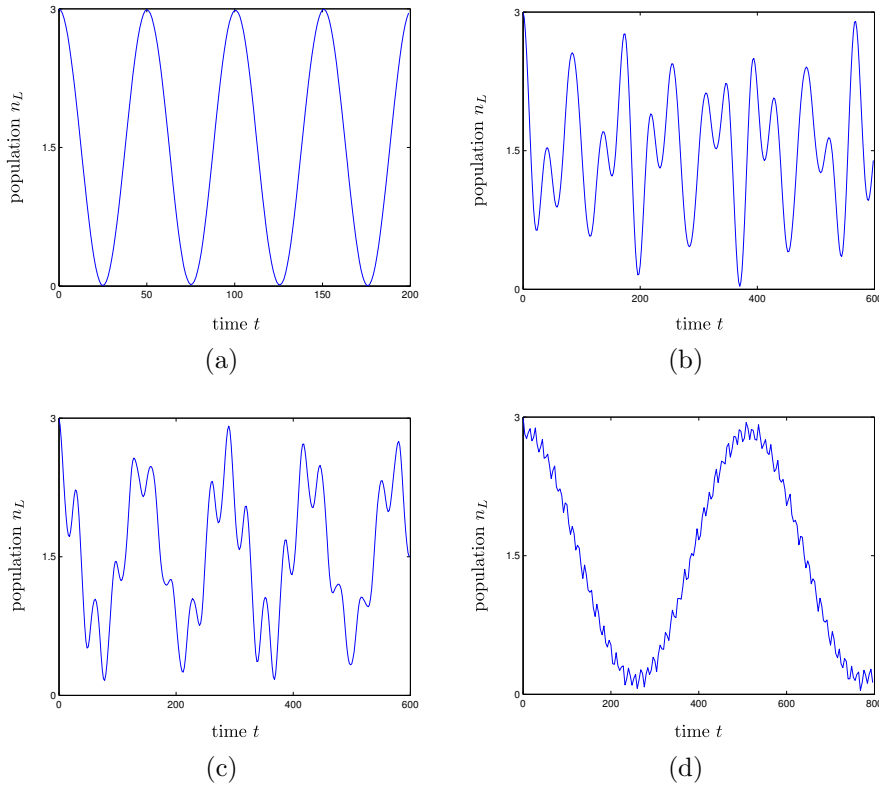 3
1.5
0
population n_L
0 50 100 150 200
time t
(a)
3
1.5
0
population n_L
0 200 400 600
time t
(b)
3
1.5
0
population n_L
0 200 400 600
time t
(c)
3
1.5
0
population n_L
0 200 400 600 800
time t
(d)